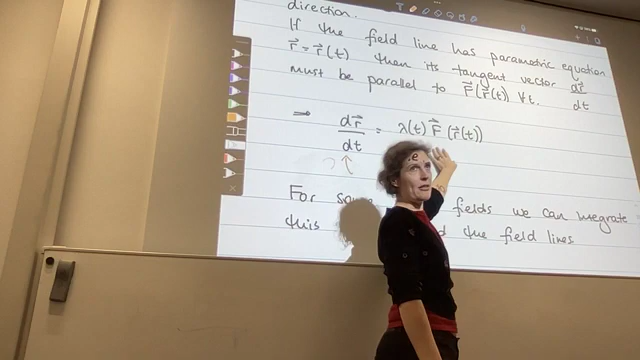 direction.
If the field line has parametric equation
r⃗ = r⃗(t) then its tangent vector dr⃗/dt
must be parallel to F⃗(r⃗(t)) ∀t.
⇒ dr⃗/dt = λ(t) F⃗(r⃗(t))
For fields we can integrate
this the field lines